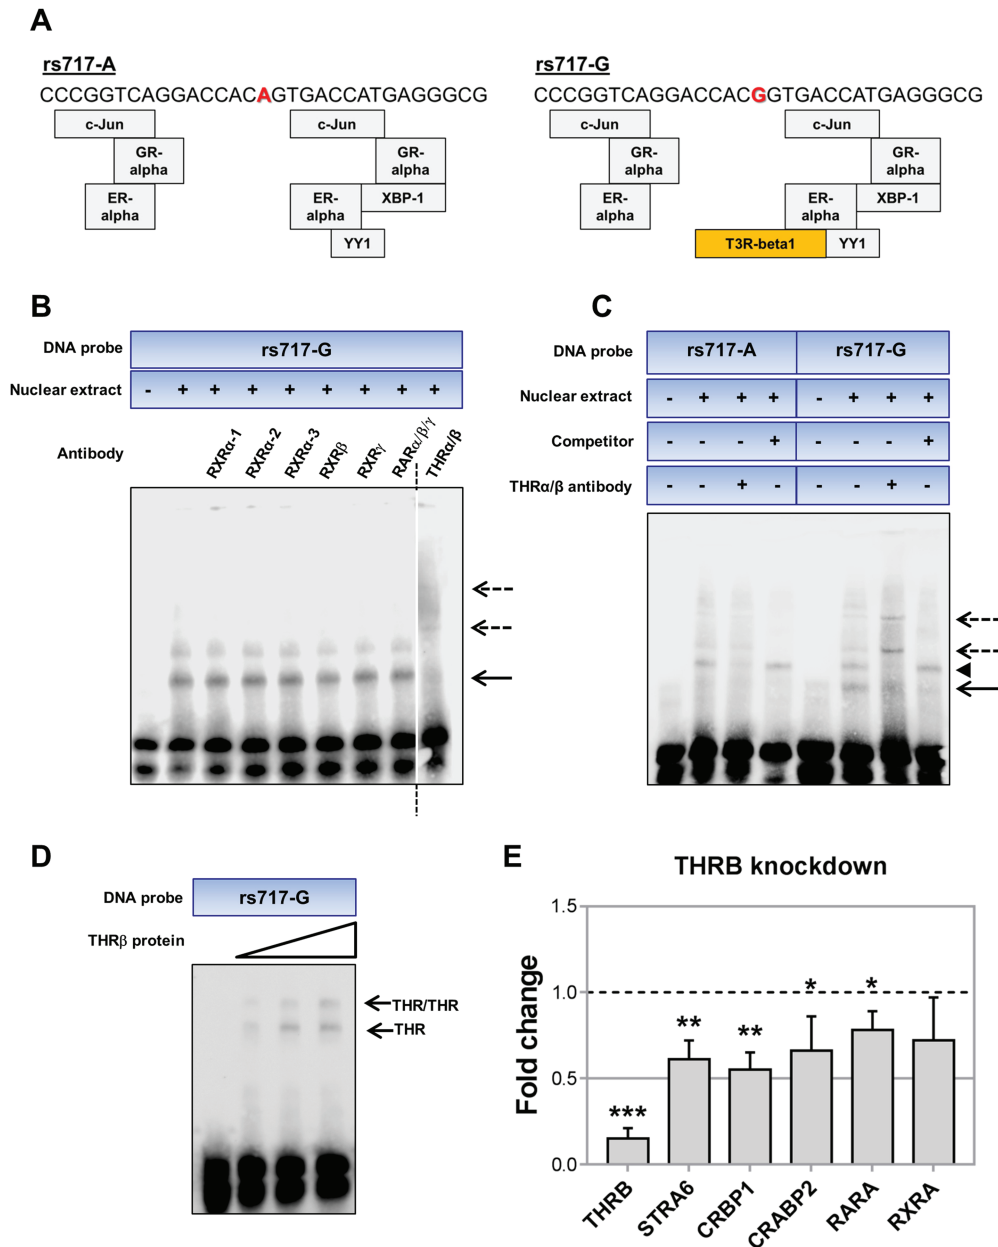 A
rs717-A
CCCGGTCAGGACCACAGTGACCATGAGGGCG
c-Jun
c-Jun
GR-
alpha
GR-
alpha
ER-
alpha
ER-
alpha
XBP-1
YY1
rs717-G
CCCGGTCAGGACCACGGTGACCATGAGGGCG
c-Jun
c-Jun
GR-
alpha
GR-
alpha
ER-
alpha
ER-
alpha
XBP-1
T3R-beta1
YY1
B
DNA probe
rs717-G
Nuclear extract - + + + + + + + +
Antibody
RXRα-1
RXRα-2
RXRα-3
RXRβ
RXRγ
RARα/β/γ
THRα/β
C
DNA probe
rs717-A rs717-G
Nuclear extract - + + + - + + +
Competitor - - - + - - - +
THRα/β antibody - - + - - - + -
D
DNA probe
rs717-G
THRβ protein
THR/THR
THR
E
THRB knockdown
Fold change
1.5
1.0
0.5
0.0
***
**
**
*
*
THRB
STRA6
CRBP1
CRABP2
RARA
RXRA